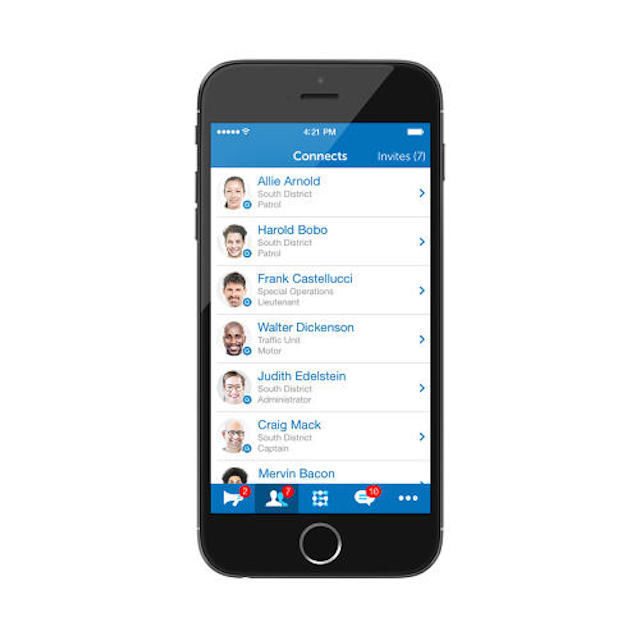 4:21 PM
Connects Invites (7)
Allie Arnold
South District
Patrol
Harold Bobo
South District
Patrol
Frank Castellucci
Special Operations
Lieutenant
Walter Dickenson
Traffic Unit
Motor
Judith Edelstein
South District
Administrator
Craig Mack
South District
Captain
Mervin Bacon
2 7 10